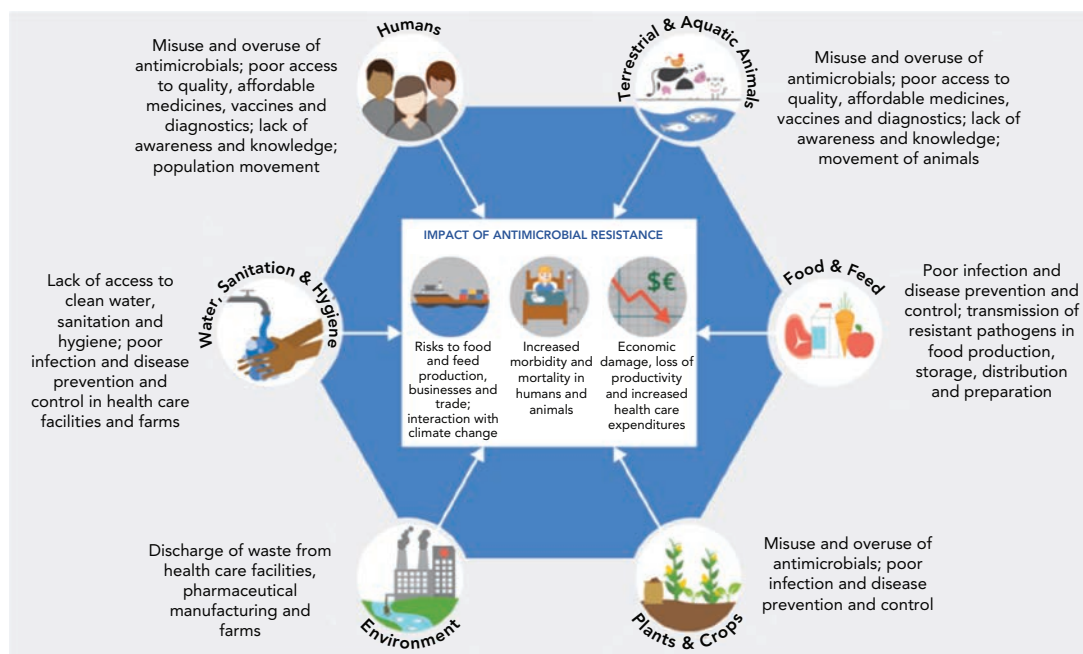 Humans
Misuse and overuse of
antimicrobials; poor access
to quality, affordable
medicines, vaccines and
diagnostics; lack of
awareness and knowledge;
population movement
Terrestrial & Aquatic Animals
Misuse and overuse of
antimicrobials; poor access to
quality, affordable medicines,
vaccines and diagnostics; lack of
awareness and knowledge;
movement of animals
Water, Sanitation & Hygiene
Lack of access to
clean water,
sanitation and
hygiene; poor
infection and disease
prevention and
control in health care
facilities and farms
IMPACT OF ANTIMICROBIAL RESISTANCE
Risks to food
and feed
production,
businesses and
trade;
interaction with
climate change
Increased
morbidity and
mortality in
humans and
animals
$€
Economic
damage, loss of
productivity
and increased
health care
expenditures
Food & Feed
Poor infection and
disease prevention and
control; transmission of
resistant pathogens in
food production,
storage, distribution
and preparation
Discharge of waste from
health care facilities,
pharmaceutical
manufacturing and
farms
Environment
Plants & Crops
Misuse and overuse of
antimicrobials; poor
infection and disease
prevention and control